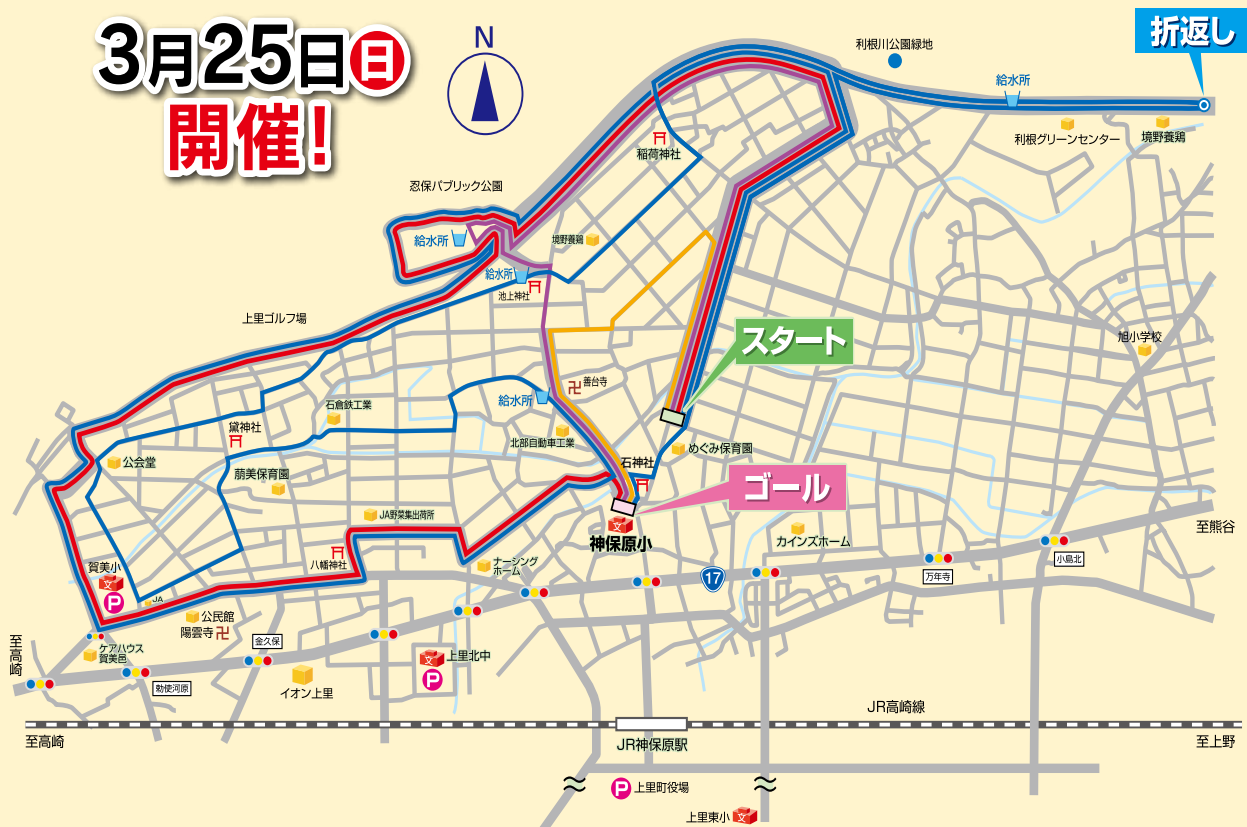 3月25日㊐
開催！
N
折返し
利根川公園緑地
給水所
利根グリーンセンター
境野養鶏
稲荷神社
忍保パブリック公園
給水所
境野養鶏
給水所
池上神社
上里ゴルフ場
スタート
旭小学校
善台寺
給水所
石倉鉄工業
黛神社
北部自動車工業
めぐみ保育園
公会堂
萠美保育園
石神社
ゴール
JA野菜集出荷所
神保原小
カインズホーム
至熊谷
八幡神社
ナーシング
ホーム
小島北
万年寺
17
賀美小
文
P
JA
公民館
陽雲寺
金久保
至高崎
ケアハウス
賀美邑
勅使河原
イオン上里
文
上里北中
P
JR高崎線
至高崎
JR神保原駅
至上野
P
上里町役場
上里東小
文